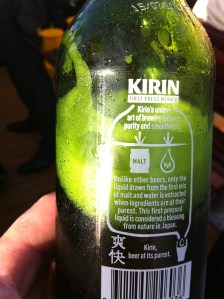 KIRIN
FIRST PRESS METHOD
Kirin's unique
art of brewing
purity and smoothness.
MALT
Unlike other beers, only the
liquid draws from the first mix
of malt and water is extracted
when ingredients are at
their purest. This first pressed
liquid is considered a blessing
from nature in Japan.
爽
快
Kirin,
beer at its purest.